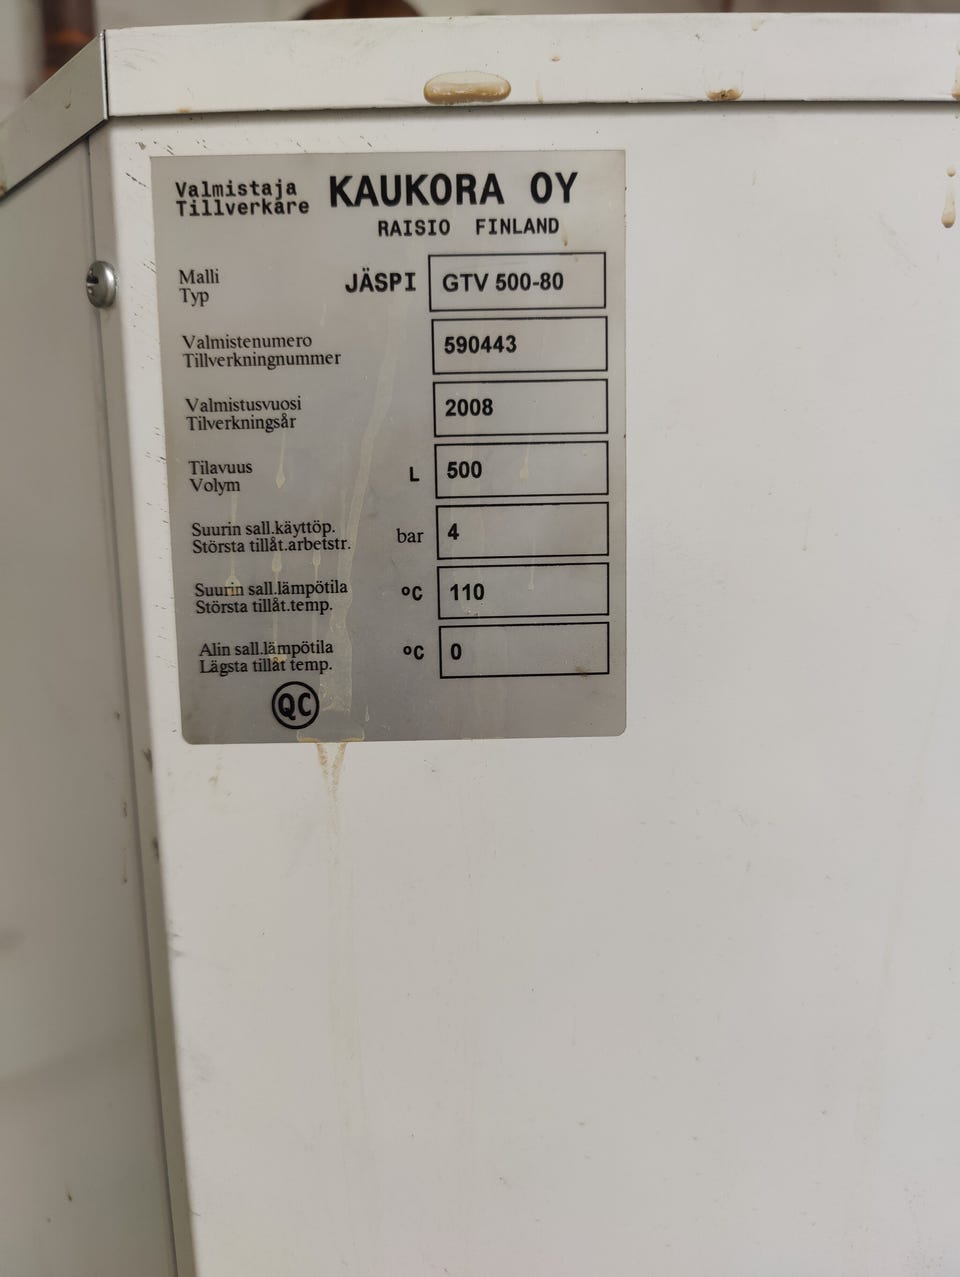 Valmistaja
Tillverkare
KAUKORA OY
RAISIO FINLAND
Malli
Typ
JÄSPI
GTV 500-80
Valmistenumero
Tillverkningnummer
590443
Valmistusvuosi
Tilverkningsår
2008
Tilavuus
Volym
L
500
Suurin sall.käyttöp.
Största tillåt.arbetstr.
bar
4
Suurin sall.lämpötila
Största tillåt.temp.
°C
110
Alin sall.lämpötila
Lägsta tillåt temp.
°C
0
QC